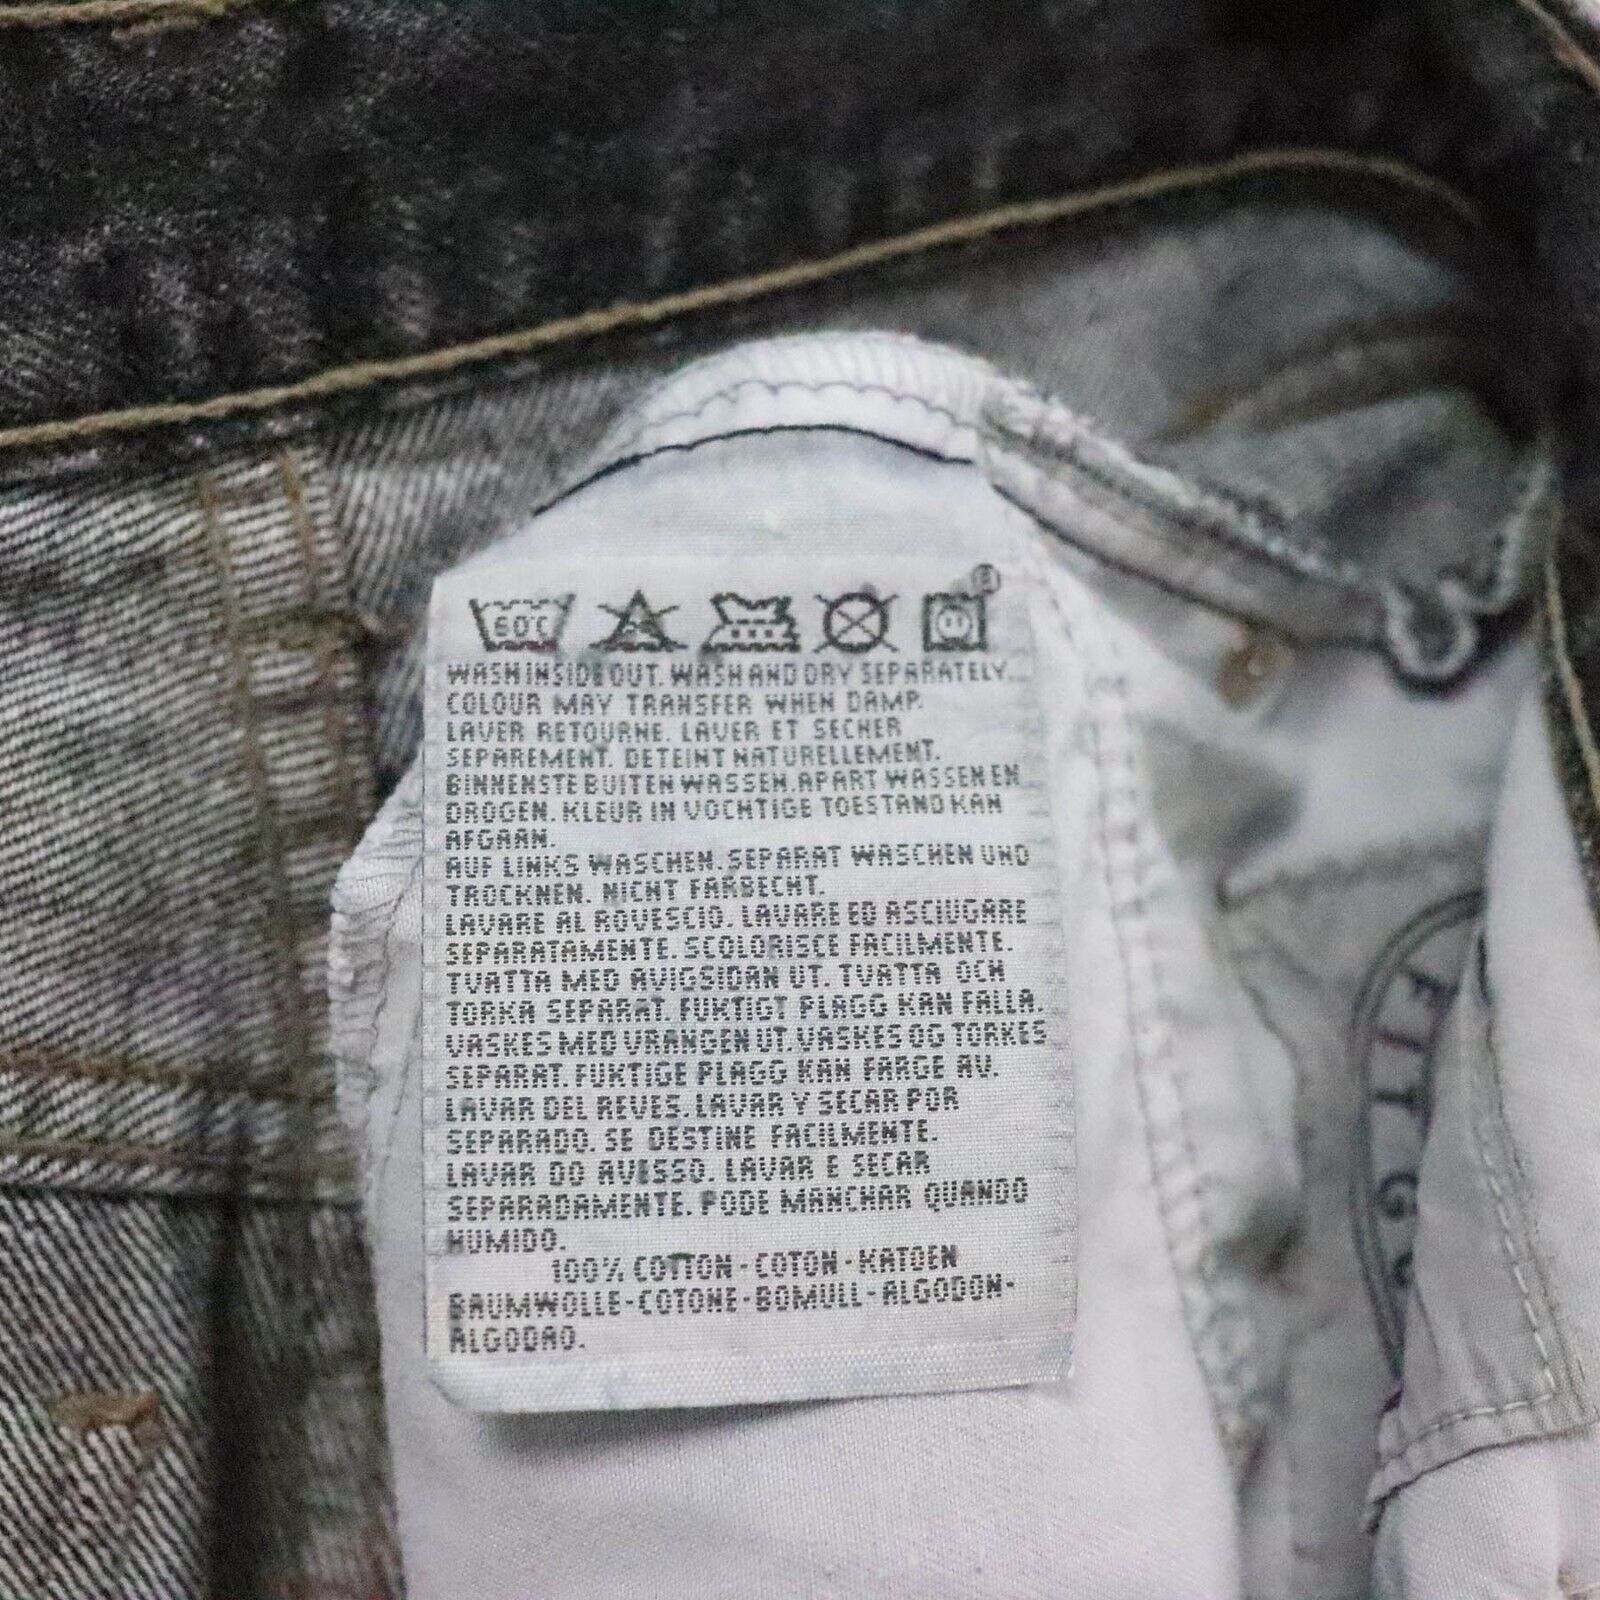 60°C
®
WASH INSIDE OUT. WASH AND DRY SEPARATELY.
COLOUR MAY TRANSFER WHEN DAMP.
LAVER RETOURNE. LAVER ET SECHER
SEPAREMENT. DETEINT NATURELLEMENT.
BINNENSTE BUITEN WASSEN. APART WASSEN EN
DROGEN. KLEUR IN VOCHTIGE TOESTAND KAN
AFGAAN.
AUF LINKS WASCHEN. SEPARAT WASCHEN UND
TROCKNEN. NICHT FARBECHT.
LAVARE AL ROVESCIO. LAVARE ED ASCIUGARE
SEPARATAMENTE. SCOLORISCE FACILMENTE.
TVATTA MED AVIGSIDAN UT. TVATTA OCH
TORKA SEPARAT. FUKTIGT PLAGG KAN FALLA.
VASKES MED VRANGEN UT. VASKES OG TORKES
SEPARAT. FUKTIGE PLAGG KAN FARGE AV.
LAVAR DEL REVES. LAVAR Y SECAR POR
SEPARADO. SE DESTINE FACILMENTE.
LAVAR DO AVESSO. LAVAR E SECAR
SEPARADAMENTE. PODE MANCHAR QUANDO
HUMIDO.
100% COTTON - COTON - KATOEN
BAUMWOLLE - COTONE - BOMULL - ALGODON -
ALGODAO.
FIT G